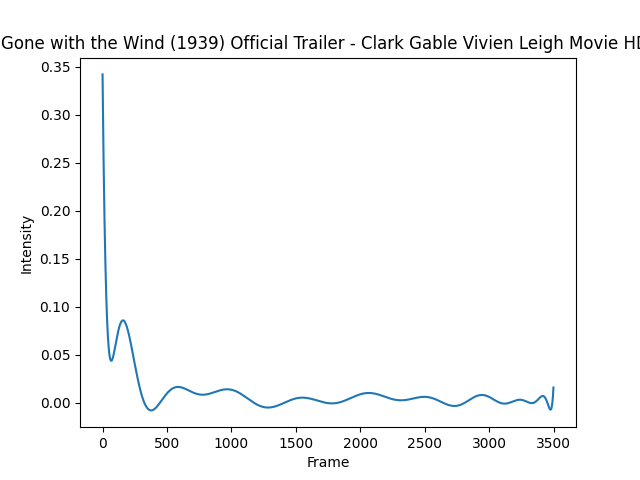 Gone with the Wind (1939) Official Trailer - Clark Gable Vivien Leigh Movie HD
0.35
0.30
0.25
0.20
0.15
0.10
0.05
0.00
Intensity
0 500 1000 1500 2000 2500 3000 3500
Frame